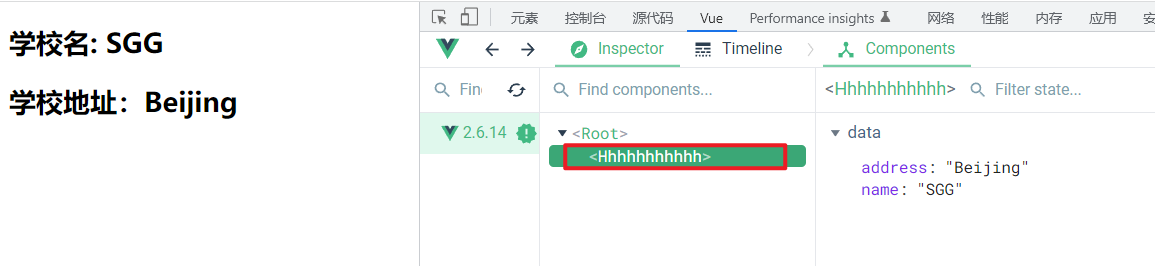 学校名: SGG
学校地址：Beijing
元素 控制台 源代码 Vue Performance insights 网络 性能 内存 应用 安
Inspector Timeline Components
Find components...
<Hhhhhhhhhhh> Filter state...
2.6.14
<Root>
<Hhhhhhhhhhh>
data
address: "Beijing"
name: "SGG"